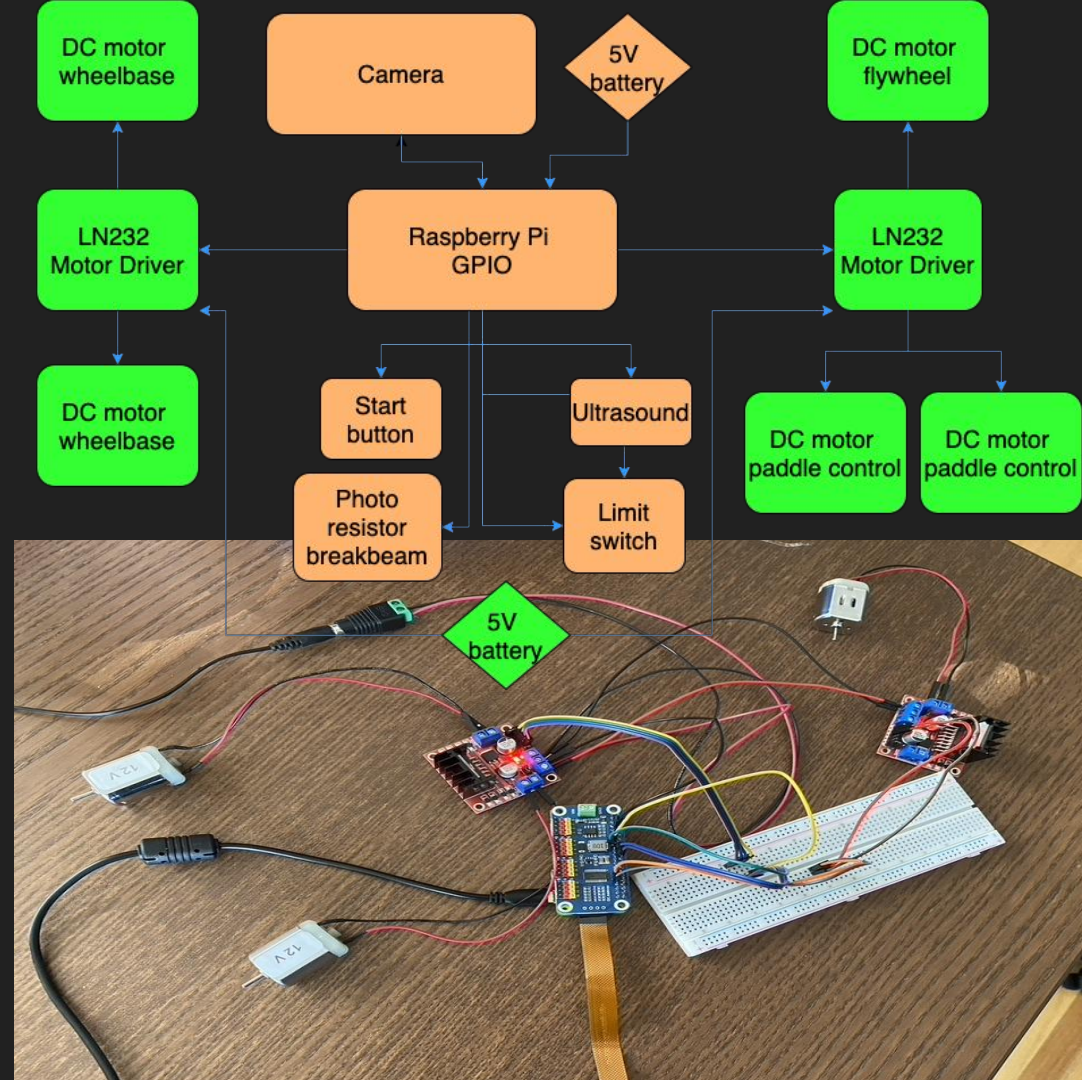 DC motor
wheelbase
Camera
5V
battery
DC motor
flywheel
LN232
Motor Driver
Raspberry Pi
GPIO
LN232
Motor Driver
DC motor
wheelbase
Start
button
Ultrasound
DC motor
paddle control
DC motor
paddle control
Photo
resistor
breakbeam
Limit
switch
5V
battery
12V
12V